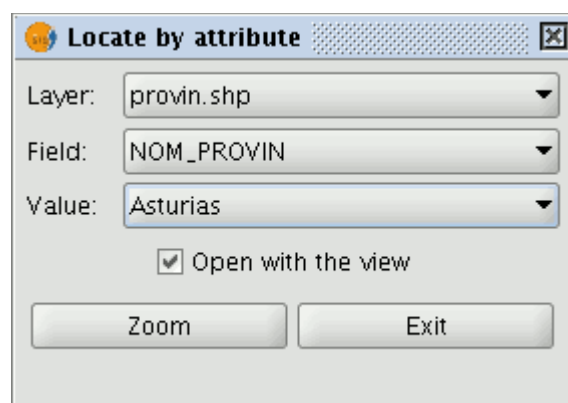 Locate by attribute
Layer: provin.shp
Field: NOM_PROVIN
Value: Asturias
Open with the view
Zoom Exit